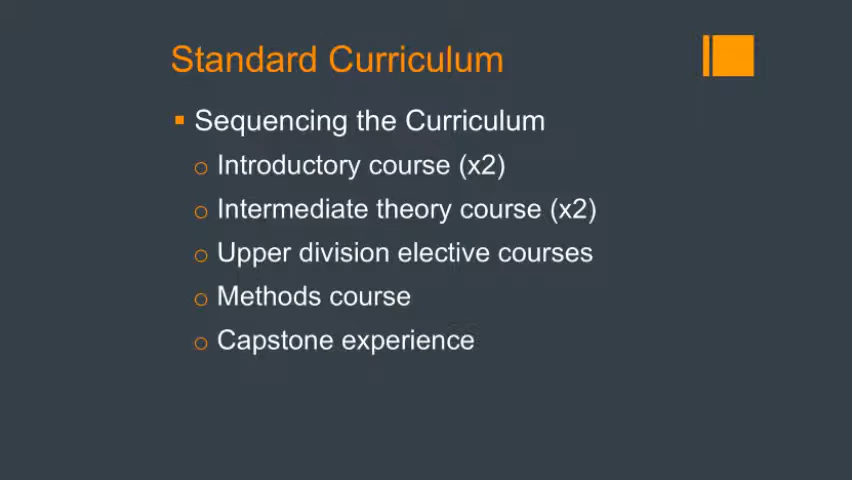 Standard Curriculum
Sequencing the Curriculum
Introductory course (x2)
Intermediate theory course (x2)
Upper division elective courses
Methods course
Capstone experience